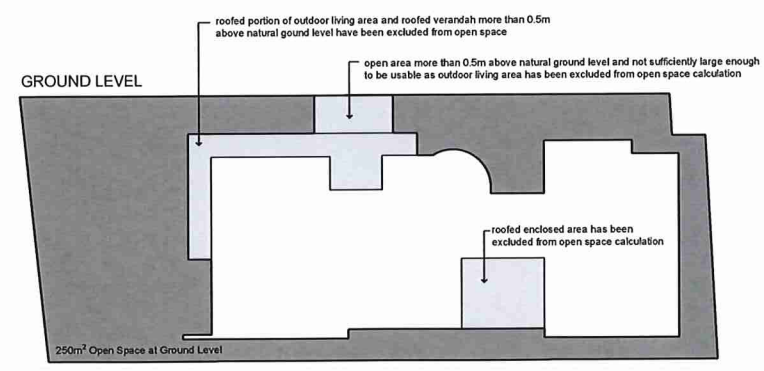 roofed portion of outdoor living area and roofed verandah more than 0.5m
above natural gound level have been excluded from open space
open area more than 0.5m above natural ground level and not sufficiently large enough
to be usable as outdoor living area has been excluded from open space calculation
GROUND LEVEL
roofed enclosed area has been
excluded from open space calculation
250m² Open Space at Ground Level